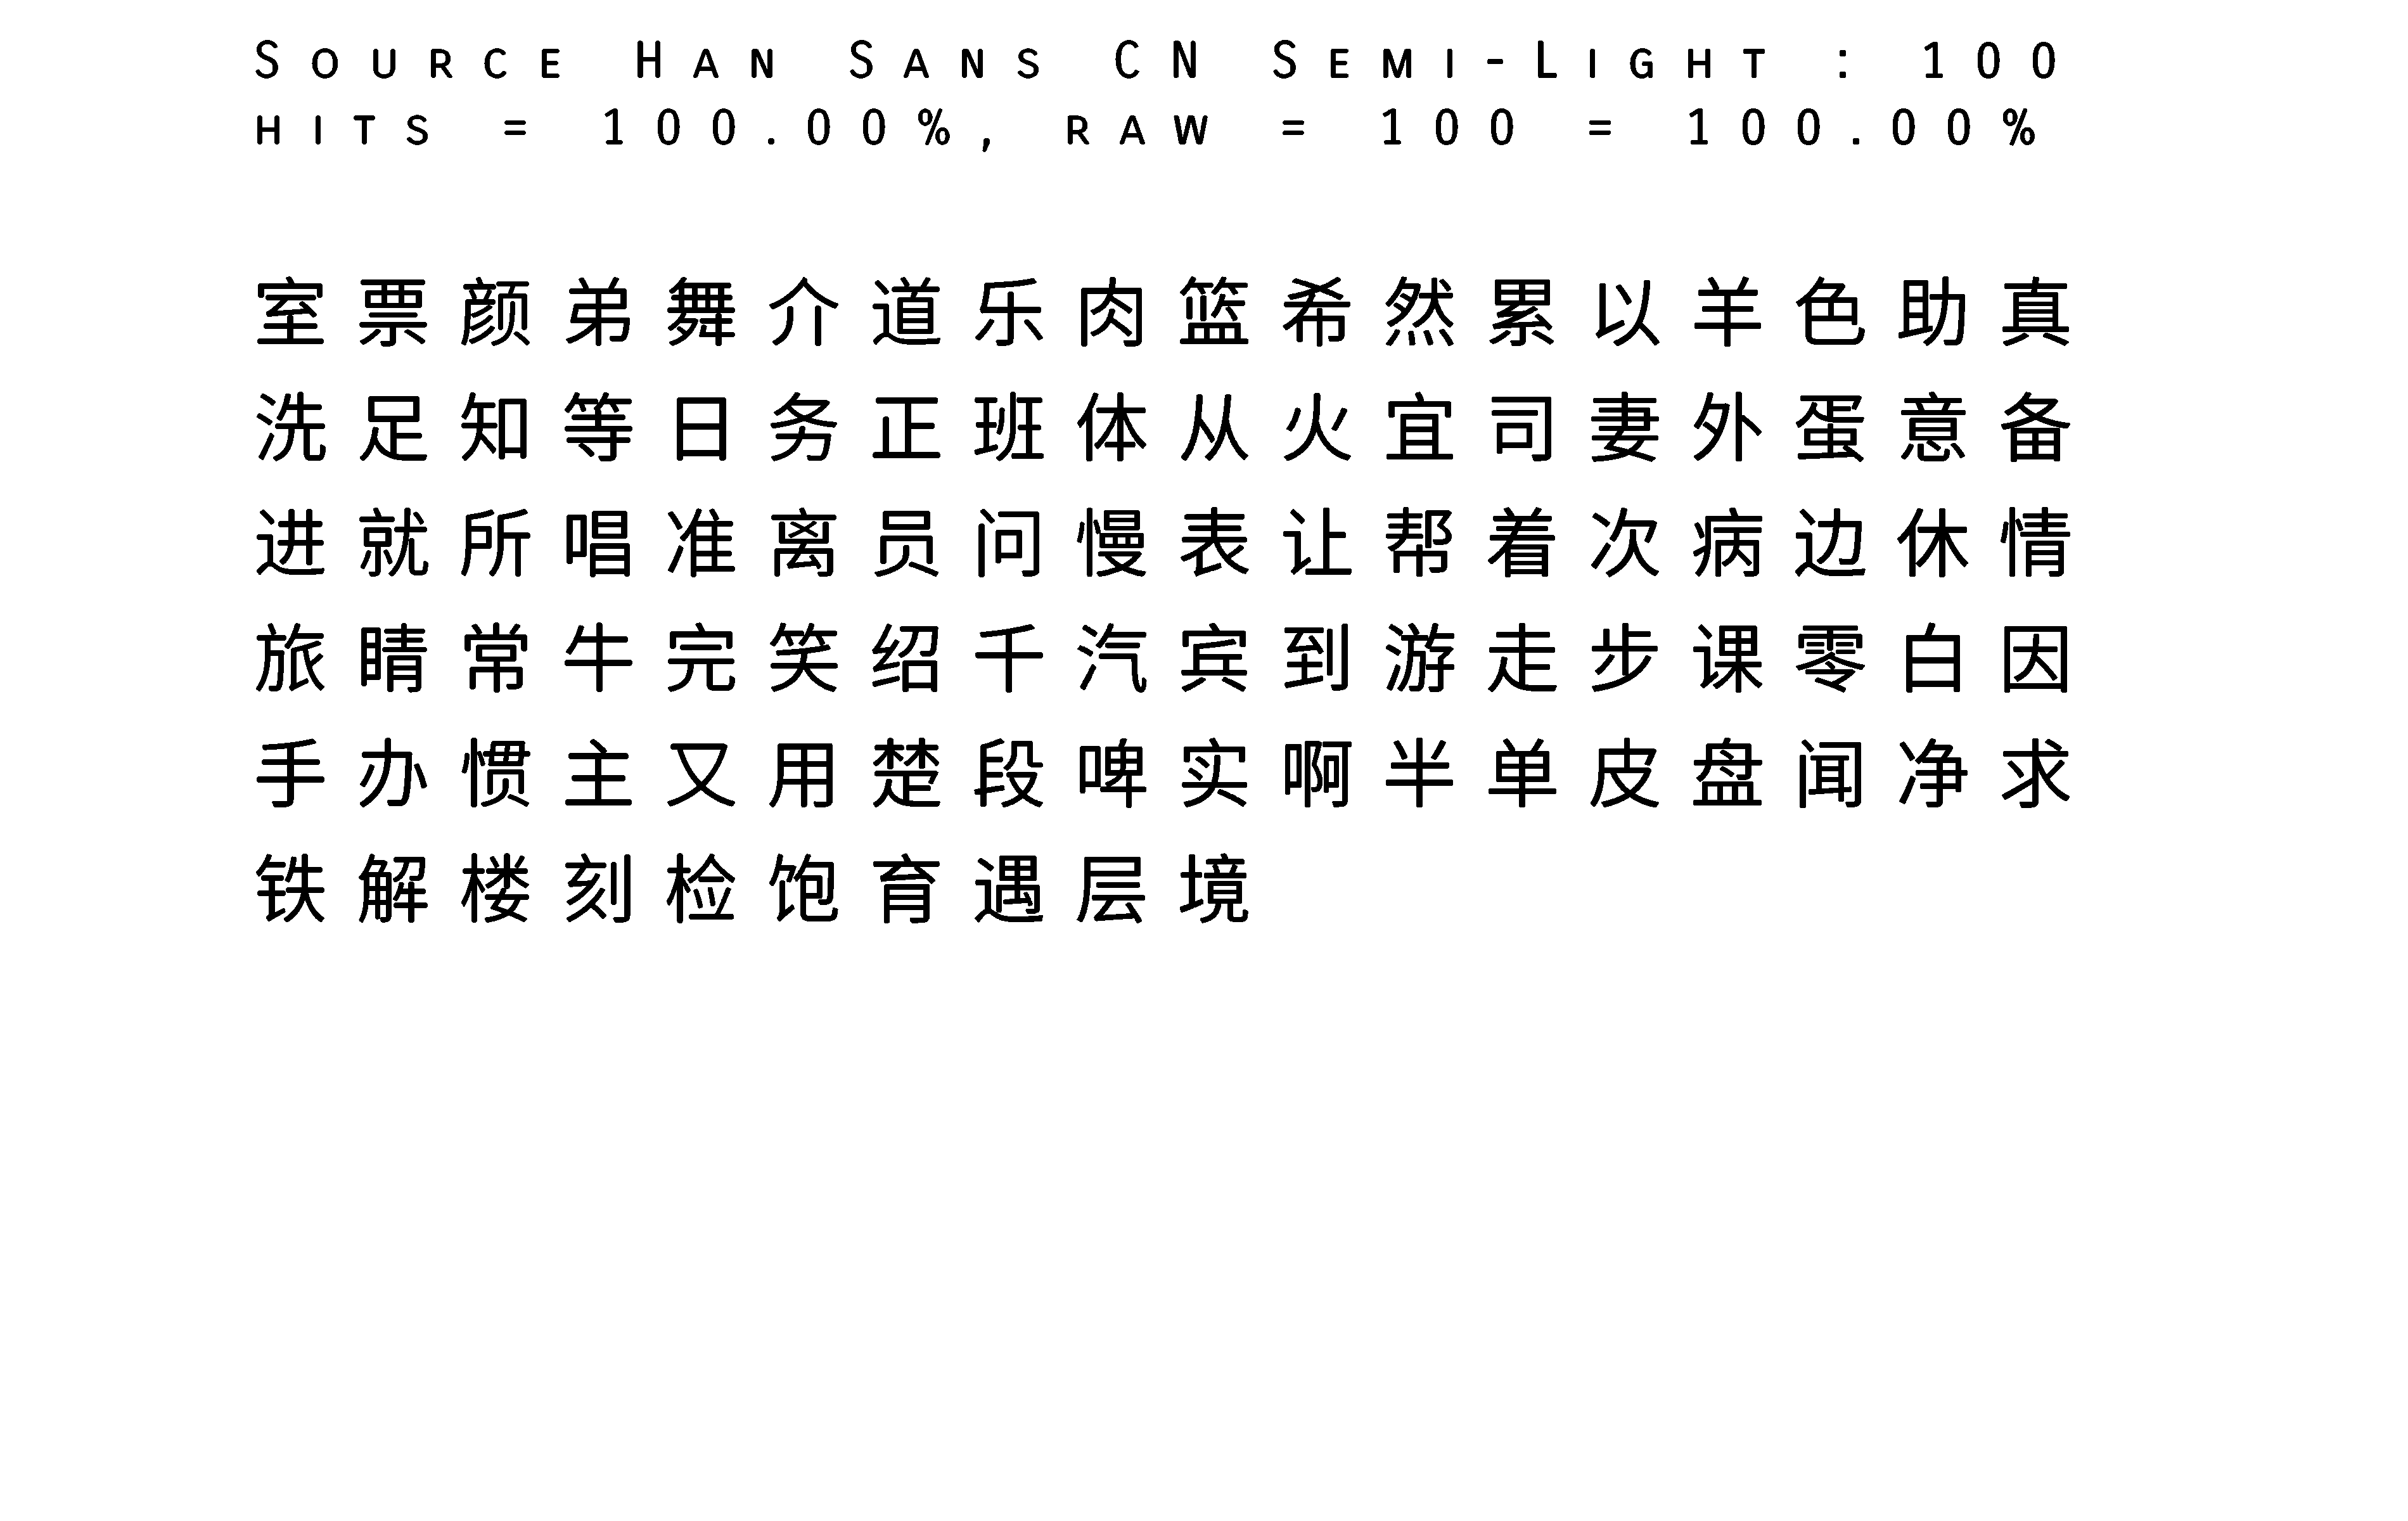 Source Han Sans CN Semi-Light : 100
hits = 100.00%, raw = 100 = 100.00%
室票颜弟舞介道乐肉篮希然累以羊色助真
洗足知等日务正班体从火宜司妻外蛋意备
进就所唱准离员问慢表让帮着次病边休情
旅睛常牛完笑绍千汽宾到游走步课零白因
手办惯主又用楚段啤实啊半单皮盘闻净求
铁解楼刻检饱育遇层境